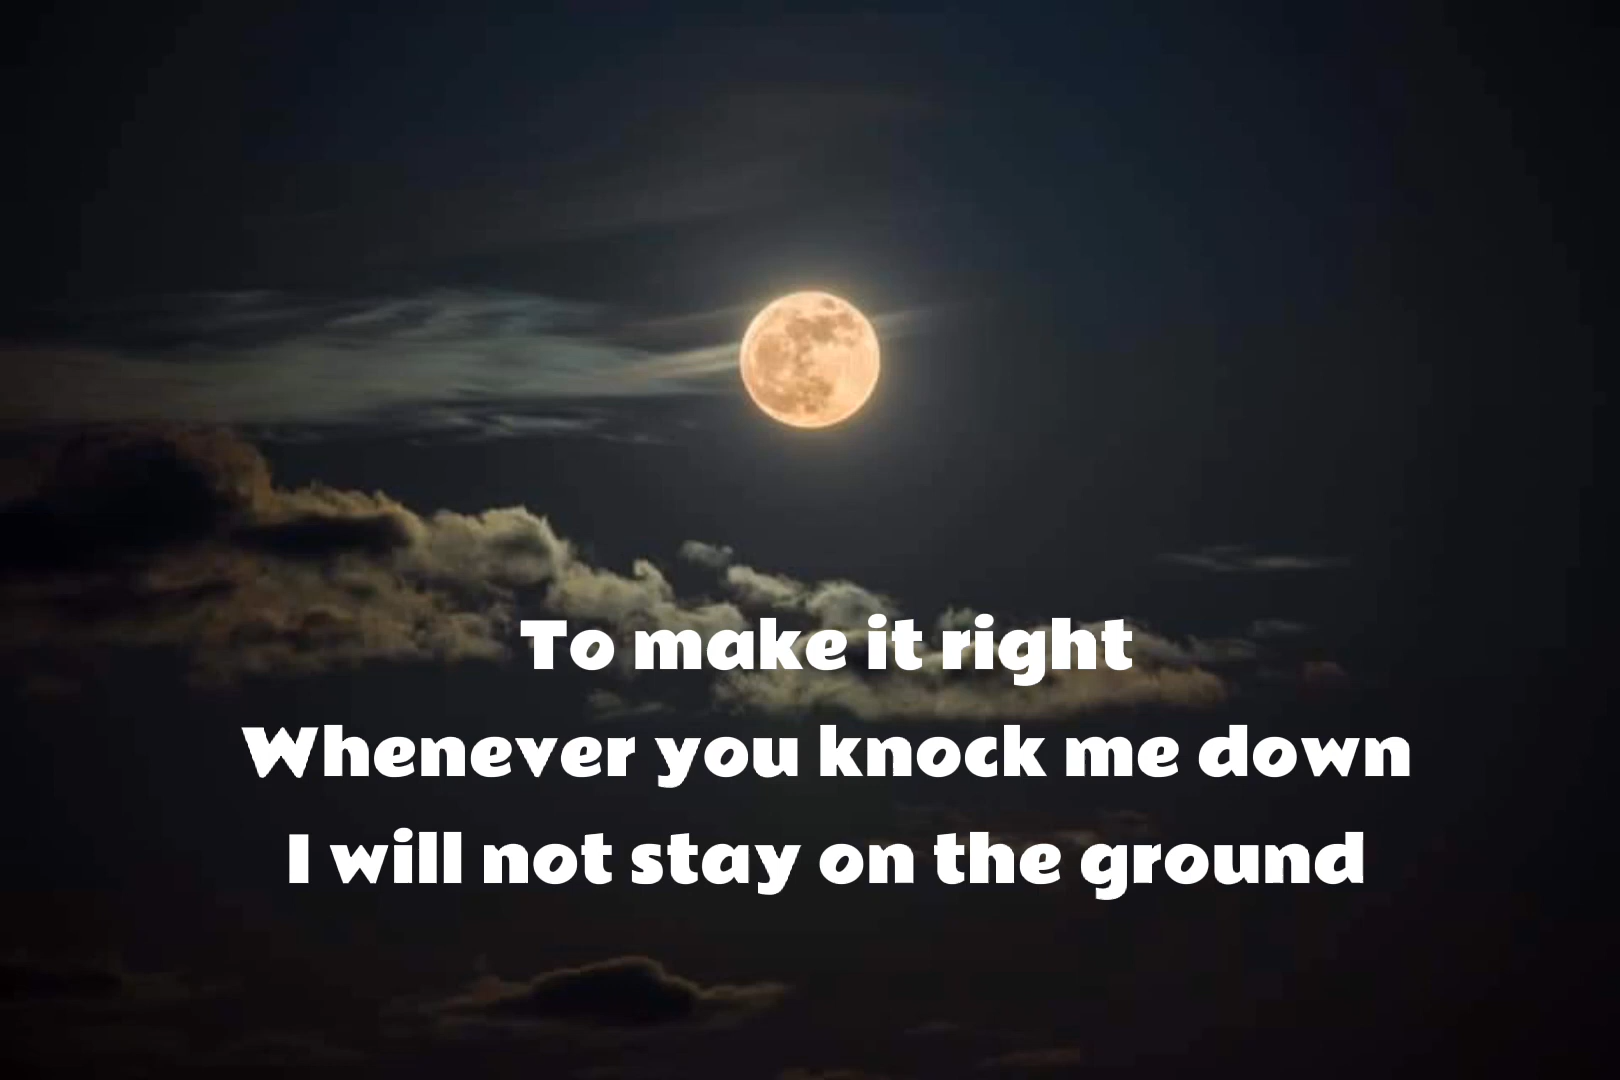 To make it right
Whenever you knock me down
I will not stay on the ground